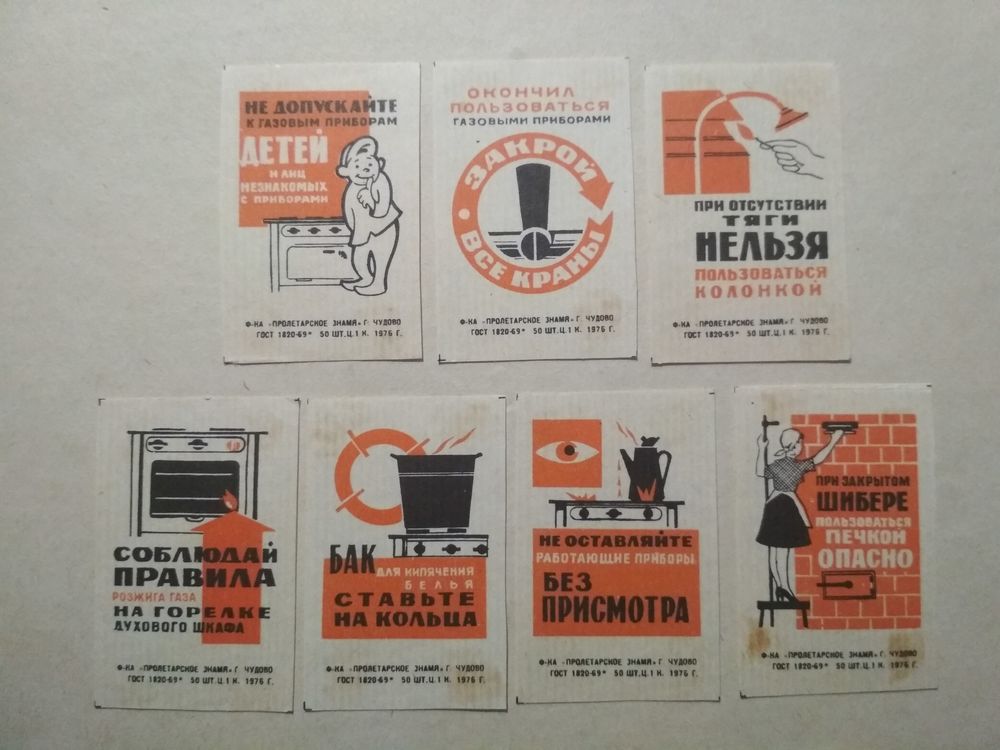 НЕ ДОПУСКАЙТЕ
К ГАЗОВЫМ ПРИБОРАМ
ДЕТЕЙ
И ЛИЦ
НЕЗНАКОМЫХ
С ПРИБОРАМИ
Ф-КА «ПРОЛЕТАРСКОЕ ЗНАМЯ» Г. ЧУДОВО
ГОСТ 1820-69* 50 ШТ. Ц. 1 К. 1976 Г.
ОКОНЧИЛ
ПОЛЬЗОВАТЬСЯ
ГАЗОВЫМИ ПРИБОРАМИ
ЗАКРОЙ
ВСЕ КРАНЫ
Ф-КА «ПРОЛЕТАРСКОЕ ЗНАМЯ» Г. ЧУДОВО
ГОСТ 1820-69* 50 ШТ. Ц. 1 К. 1976 Г.
ПРИ ОТСУТСТВИИ
ТЯГИ
НЕЛЬЗЯ
ПОЛЬЗОВАТЬСЯ
КОЛОНКОЙ
Ф-КА «ПРОЛЕТАРСКОЕ ЗНАМЯ» Г. ЧУДОВО
ГОСТ 1820-69* 50 ШТ. Ц. 1 К. 1976 Г.
СОБЛЮДАЙ
ПРАВИЛА
РОЗЖИГА ГАЗА
НА ГОРЕЛКЕ
ДУХОВОГО ШКАФА
Ф-КА «ПРОЛЕТАРСКОЕ ЗНАМЯ» Г. ЧУДОВО
ГОСТ 1820-69* 50 ШТ. Ц. 1 К. 1976 Г.
БАК
ДЛЯ КИПЯЧЕНИЯ
БЕЛЬЯ
СТАВЬТЕ
НА КОЛЬЦА
Ф-КА «ПРОЛЕТАРСКОЕ ЗНАМЯ» Г. ЧУДОВО
ГОСТ 1820-69* 50 ШТ. Ц. 1 К. 1976 Г.
НЕ ОСТАВЛЯЙТЕ
РАБОТАЮЩИЕ ПРИБОРЫ
БЕЗ
ПРИСМОТРА
Ф-КА «ПРОЛЕТАРСКОЕ ЗНАМЯ» Г. ЧУДОВО
ГОСТ 1820-69* 50 ШТ. Ц. 1 К. 1976 Г.
ПРИ ЗАКРЫТОМ
ШИБЕРЕ
ПОЛЬЗОВАТЬСЯ
ПЕЧКОЙ
ОПАСНО
Ф-КА «ПРОЛЕТАРСКОЕ ЗНАМЯ» Г. ЧУДОВО
ГОСТ 1820-69* 50 ШТ. Ц. 1 К. 1976 Г.